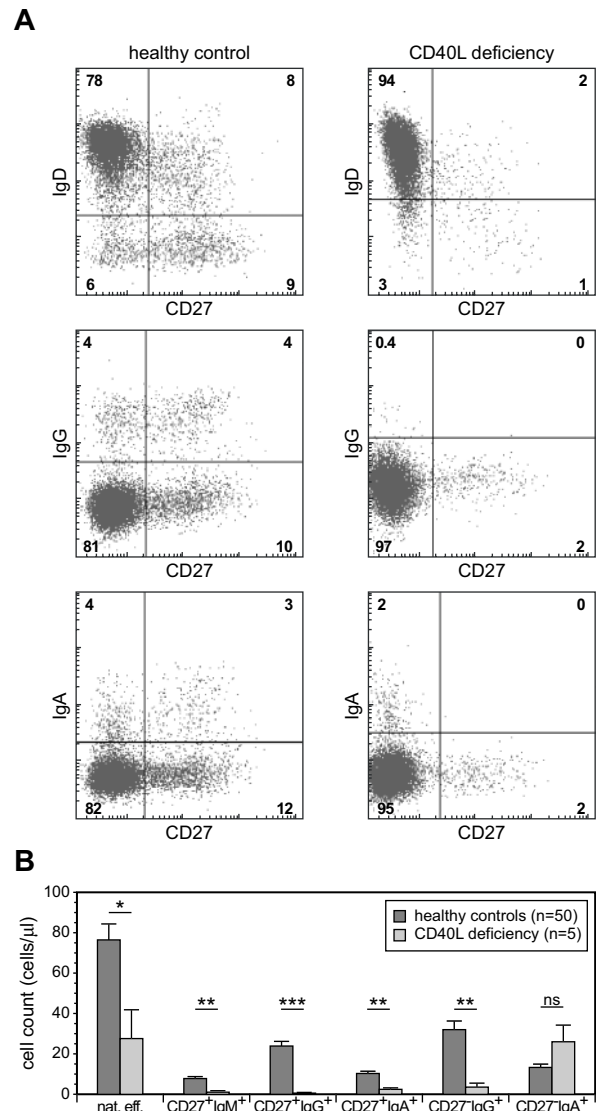 A
healthy control
CD40L deficiency
78 8
IgD
6 9
CD27
94 2
IgD
3 1
CD27
4 4
IgG
81 10
CD27
0.4 0
IgG
97 2
CD27
4 3
IgA
82 12
CD27
2 0
IgA
95 2
CD27
B
cell count (cells/µl)
100
80
60
40
20
0
healthy controls (n=50)
CD40L deficiency (n=5)
* ** *** ** ** ns
nat. eff. CD27⁺IgM⁺ CD27⁺IgG⁺ CD27⁺IgA⁺ CD27⁻IgG⁺ CD27⁻IgA⁺